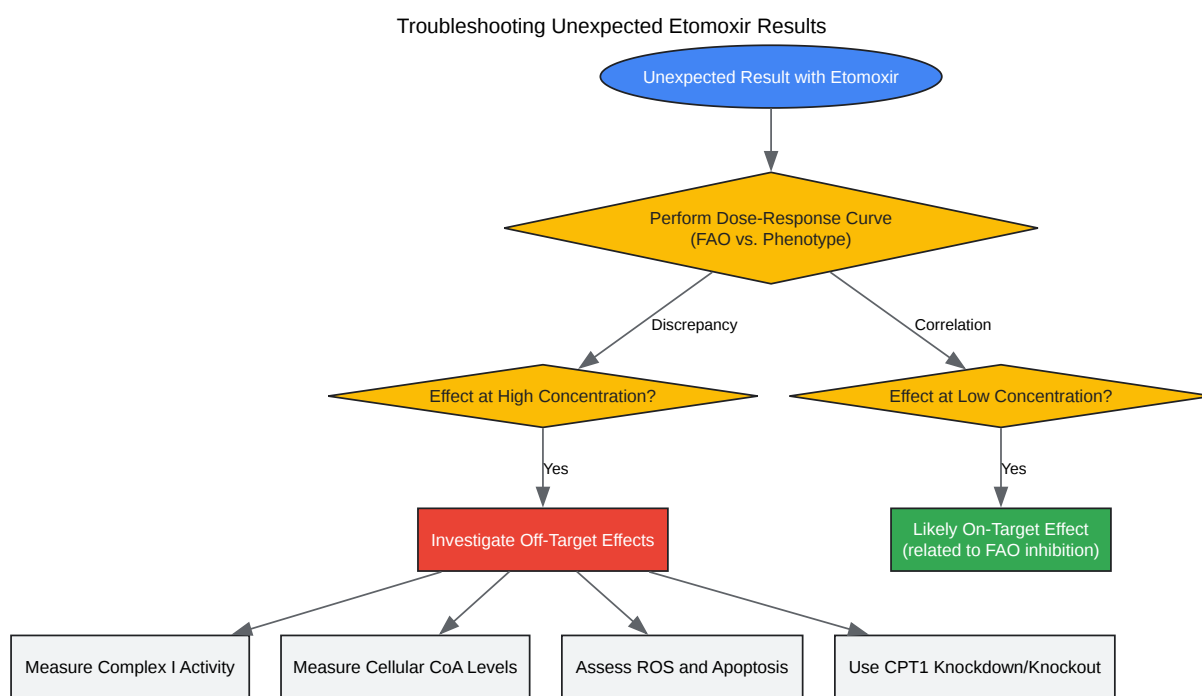 Troubleshooting Unexpected Etomoxir Results
Unexpected Result with Etomoxir
Perform Dose-Response Curve
(FAO vs. Phenotype)
Discrepancy
Correlation
Effect at High Concentration?
Effect at Low Concentration?
Yes
Yes
Investigate Off-Target Effects
Likely On-Target Effect
(related to FAO inhibition)
Measure Complex I Activity
Measure Cellular CoA Levels
Assess ROS and Apoptosis
Use CPT1 Knockdown/Knockout